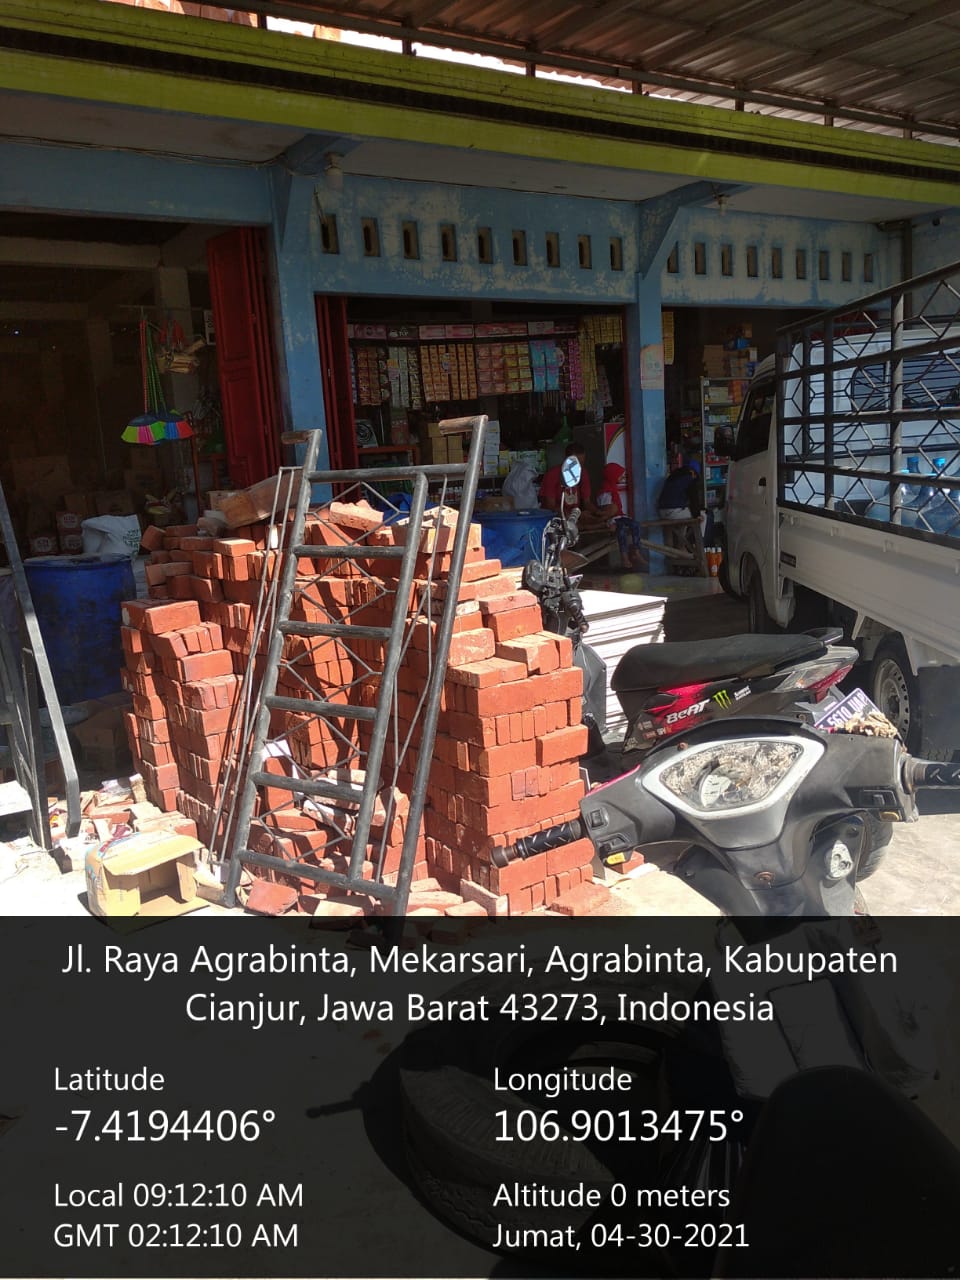 BeAT
Jl. Raya Agrabinta, Mekarsari, Agrabinta, Kabupaten
Cianjur, Jawa Barat 43273, Indonesia
Latitude
-7.4194406°
Longitude
106.9013475°
Local 09:12:10 AM
GMT 02:12:10 AM
Altitude 0 meters
Jumat, 04-30-2021